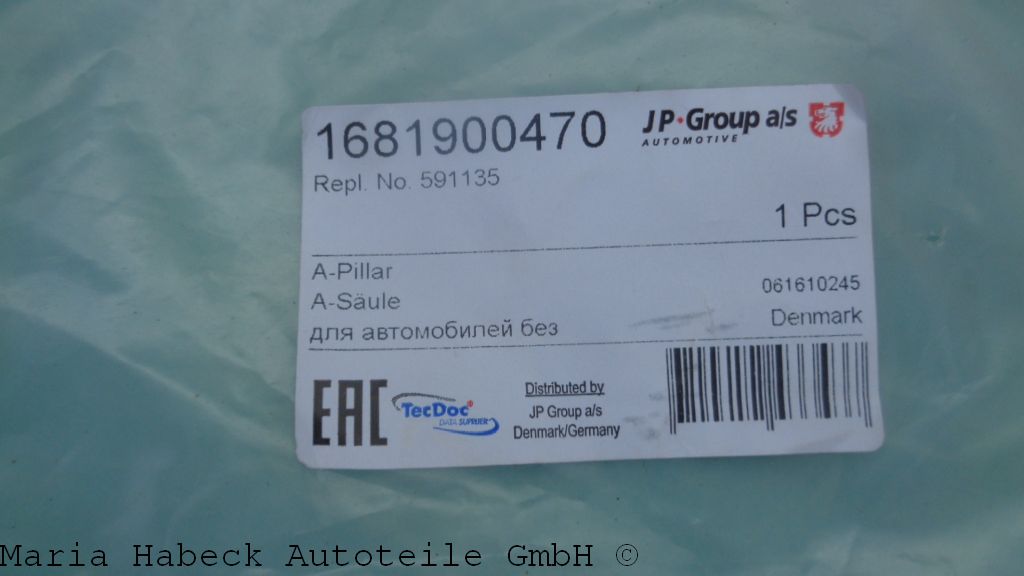 1681900470
JP·Group a/s
AUTOMOTIVE
Repl. No. 591135
1 Pcs
A-Pillar
A-Säule
061610245
для автомобилей без
Denmark
EAC
TecDoc®
DATA SUPPLIER
Distributed by
JP Group a/s
Denmark/Germany
Maria Habeck Autoteile GmbH ©